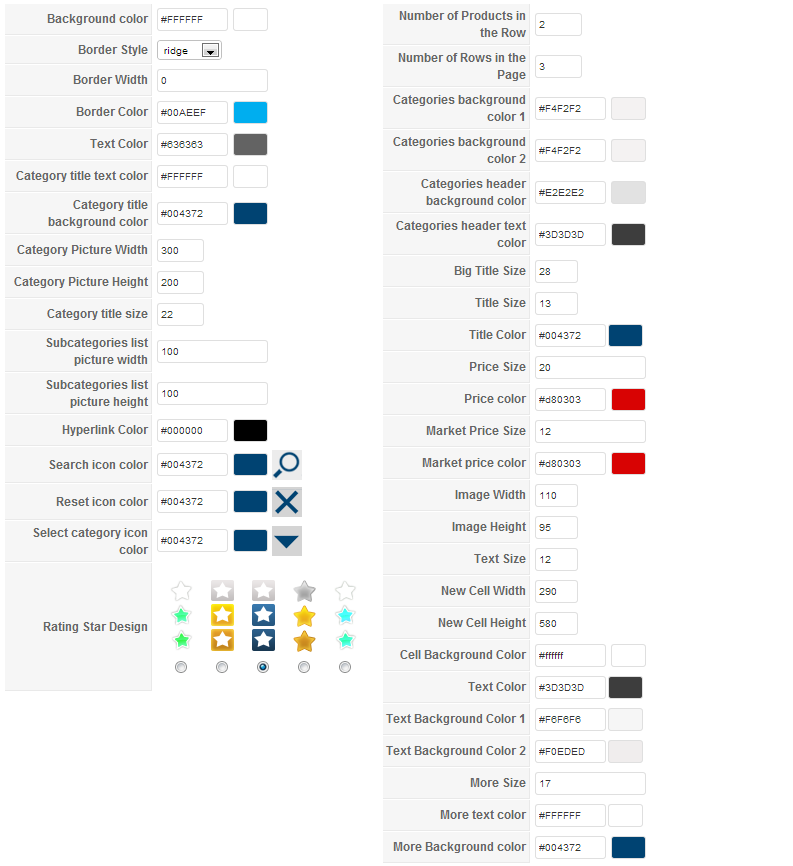 Background color #FFFFFF
Border Style ridge
Border Width 0
Border Color #00AEEF
Text Color #636363
Category title text color #FFFFFF
Category title
background color #004372
Category Picture Width 300
Category Picture Height 200
Category title size 22
Subcategories list
picture width 100
Subcategories list
picture height 100
Hyperlink Color #000000
Search icon color #004372
Reset icon color #004372
Select category icon
color #004372
Rating Star Design
Number of Products in
the Row 2
Number of Rows in the
Page 3
Categories background
color 1 #F4F2F2
Categories background
color 2 #F4F2F2
Categories header
background color #E2E2E2
Categories header text
color #3D3D3D
Big Title Size 28
Title Size 13
Title Color #004372
Price Size 20
Price color #d80303
Market Price Size 12
Market price color #d80303
Image Width 110
Image Height 95
Text Size 12
New Cell Width 290
New Cell Height 580
Cell Background Color #ffffff
Text Color #3D3D3D
Text Background Color 1 #F6F6F6
Text Background Color 2 #F0EDED
More Size 17
More text color #FFFFFF
More Background color #004372